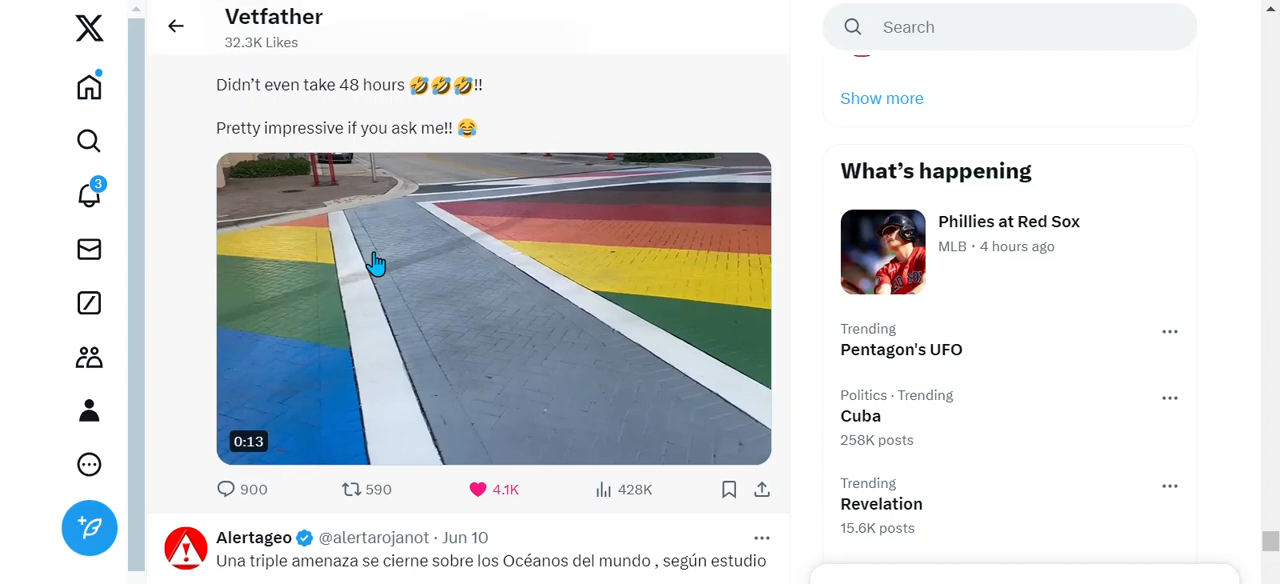 Vetfather
32.3K Likes
Search
Didn’t even take 48 hours 🤣🤣🤣!!
Pretty impressive if you ask me!! 😂
0:13
900 590 4.1K 428K
Alertageo @alertarojanot · Jun 10
Una triple amenaza se cierne sobre los Océanos del mundo , según estudio
3
Show more
What’s happening
Phillies at Red Sox
MLB · 4 hours ago
Trending
Pentagon's UFO
Politics · Trending
Cuba
258K posts
Trending
Revelation
15.6K posts